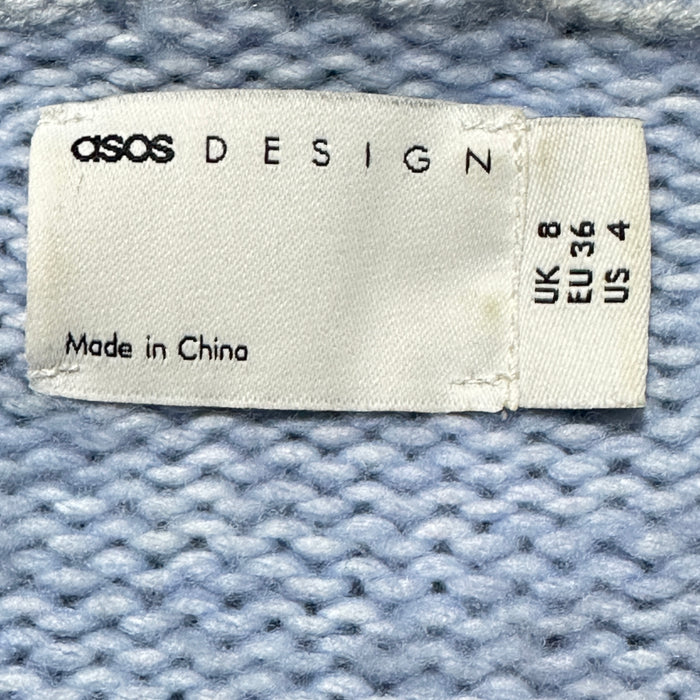 asos DESIGN
Made in China
UK 8
EU 36
US 4